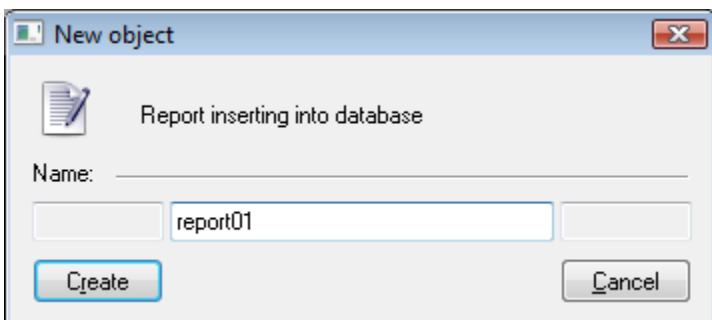 New object
Report inserting into database
Name:
report01
Create Cancel